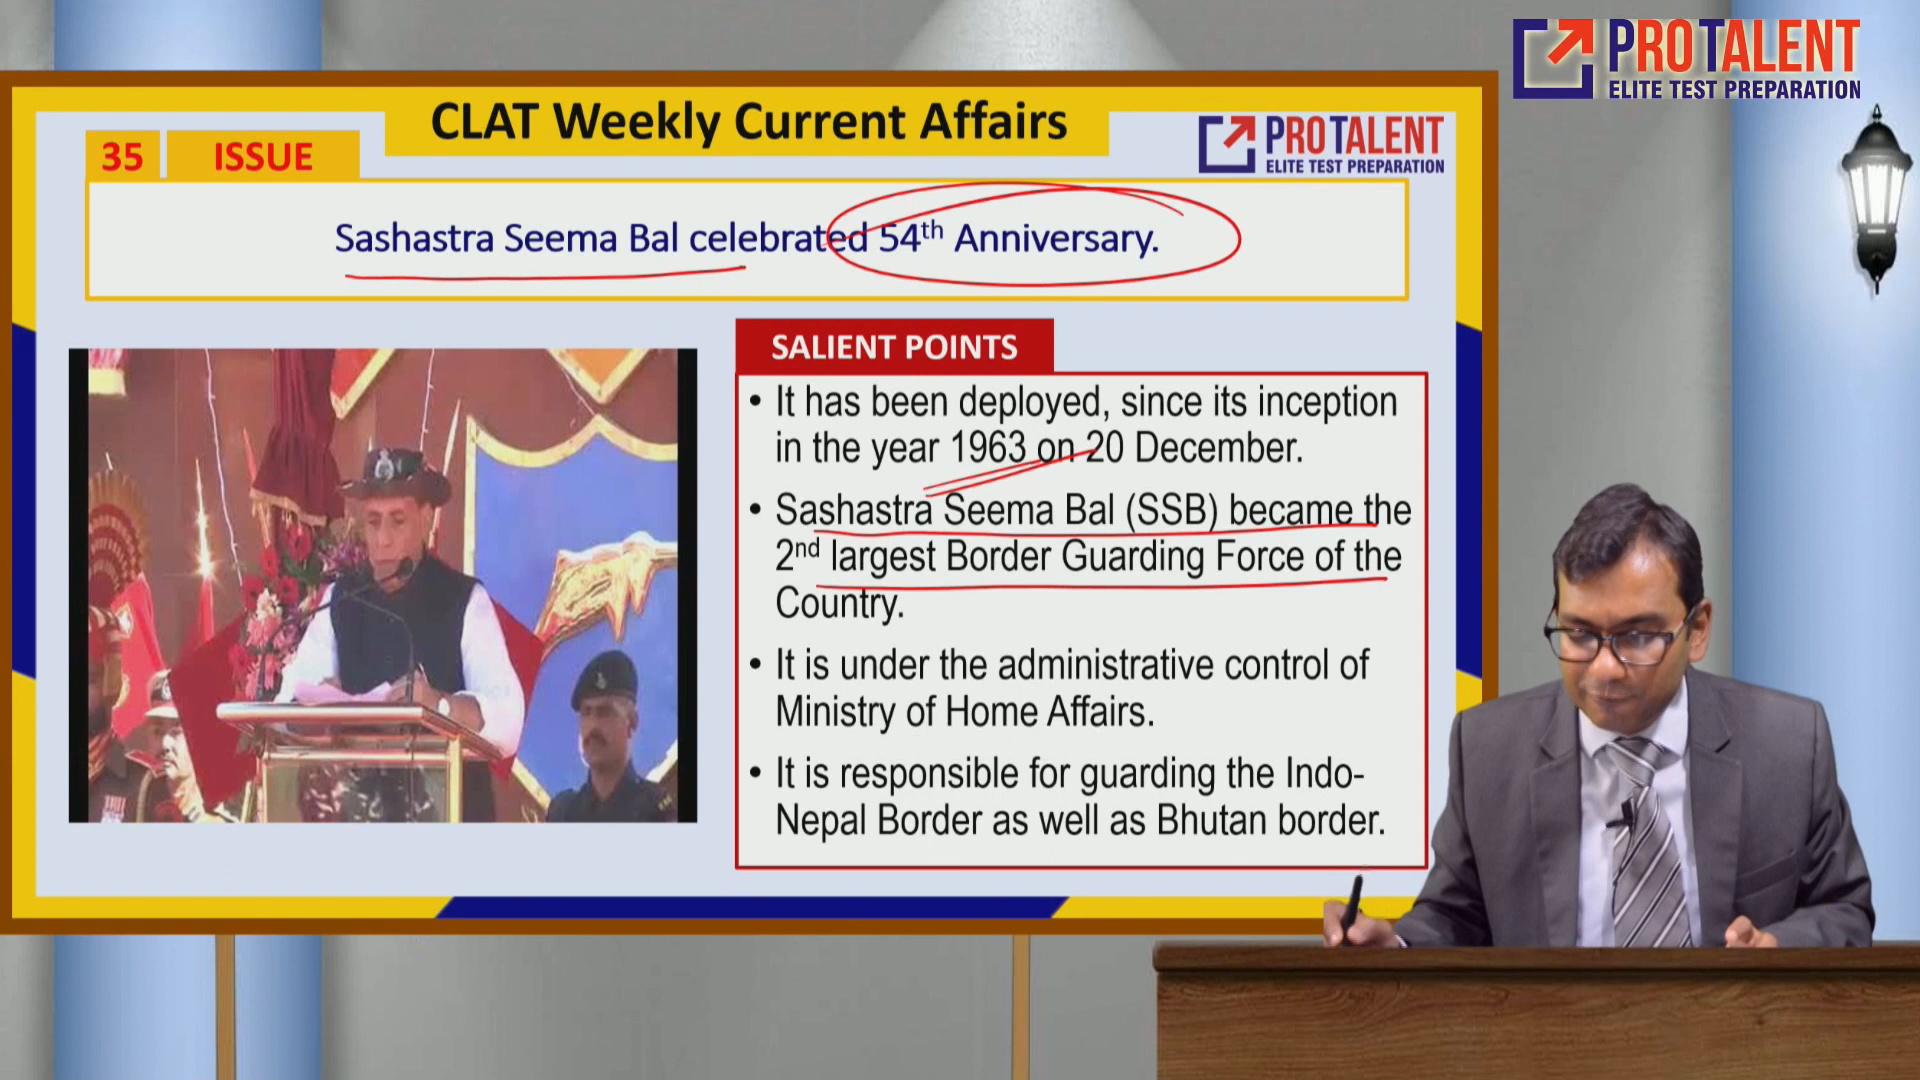 PROTALENT
ELITE TEST PREPARATION
CLAT Weekly Current Affairs
35 ISSUE
PROTALENT
ELITE TEST PREPARATION
Sashastra Seema Bal celebrated 54th Anniversary.
SALIENT POINTS
• It has been deployed, since its inception
in the year 1963 on 20 December.
• Sashastra Seema Bal (SSB) became the
2nd largest Border Guarding Force of the
Country.
• It is under the administrative control of
Ministry of Home Affairs.
• It is responsible for guarding the Indo-
Nepal Border as well as Bhutan border.